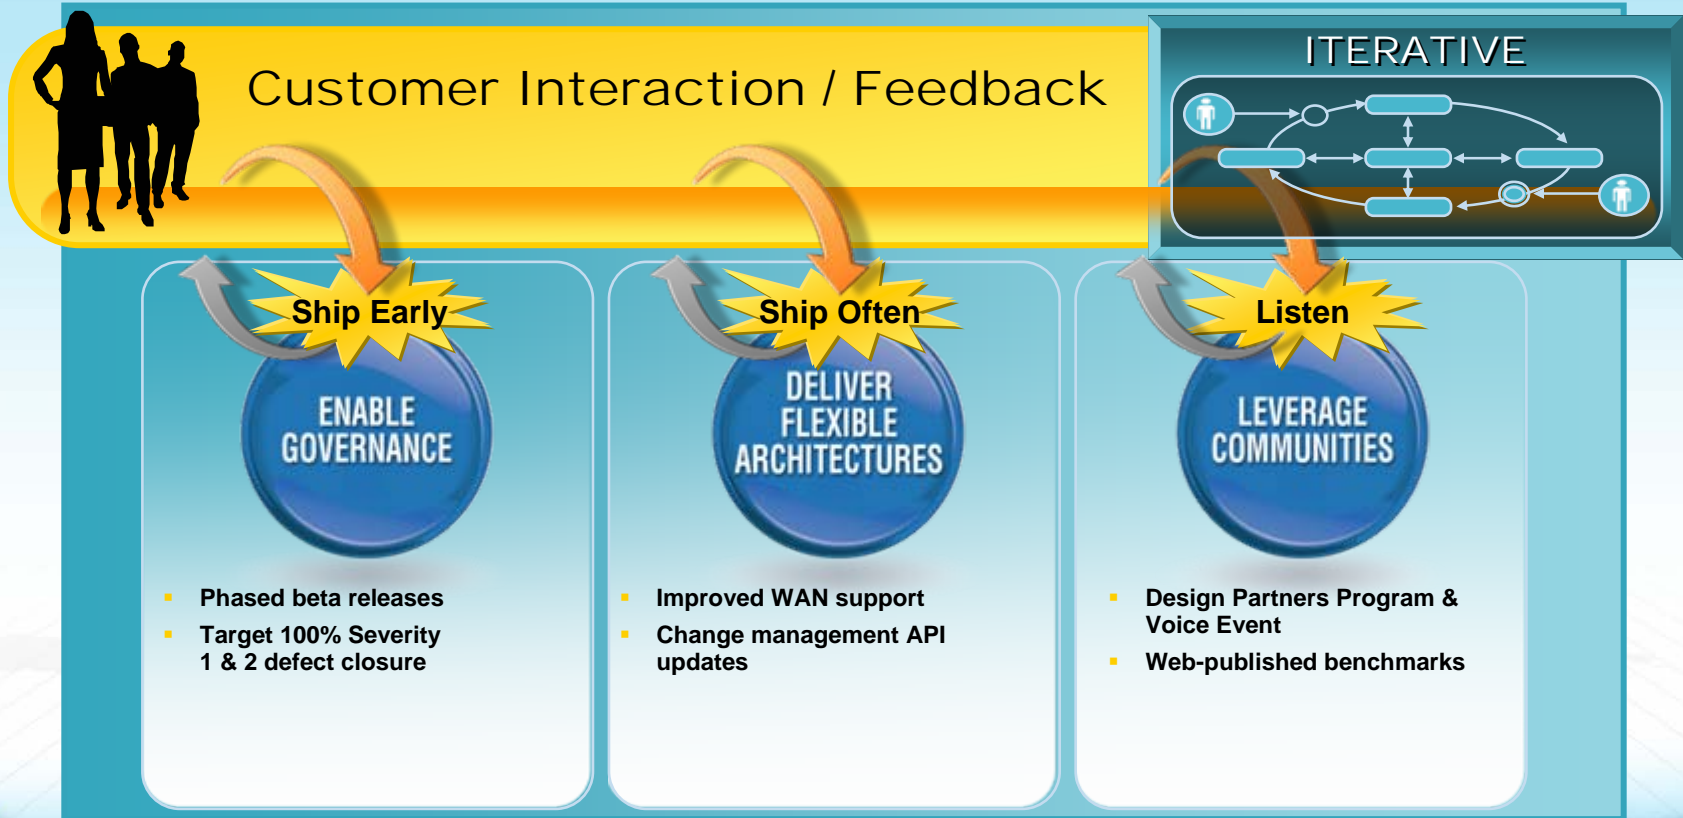 Customer Interaction / Feedback
ITERATIVE
Ship Early
ENABLE
GOVERNANCE
Phased beta releases
Target 100% Severity
1 & 2 defect closure
Ship Often
DELIVER
FLEXIBLE
ARCHITECTURES
Improved WAN support
Change management API
updates
Listen
LEVERAGE
COMMUNITIES
Design Partners Program &
Voice Event
Web-published benchmarks